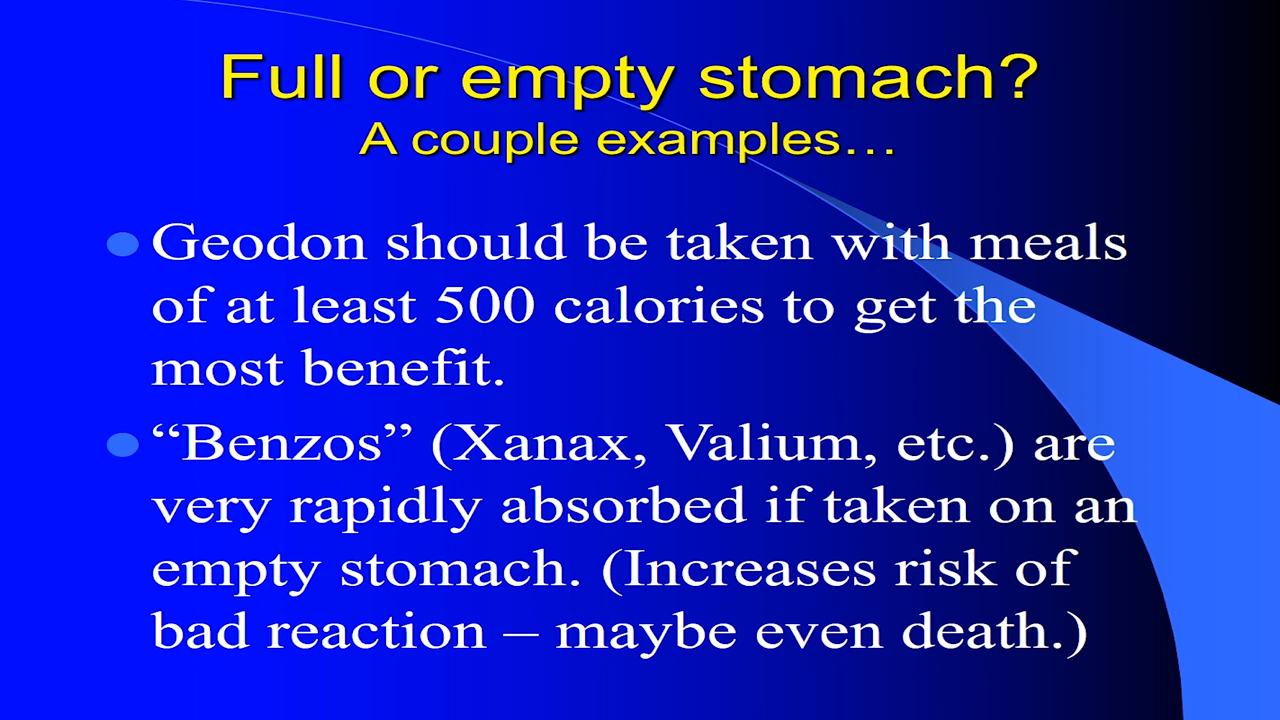 Full or empty stomach?
A couple examples…
Geodon should be taken with meals
of at least 500 calories to get the
most benefit.
“Benzos” (Xanax, Valium, etc.) are
very rapidly absorbed if taken on an
empty stomach. (Increases risk of
bad reaction – maybe even death.)